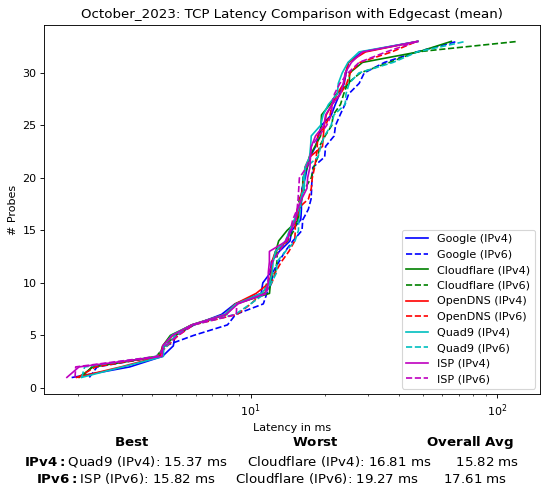 October_2023: TCP Latency Comparison with Edgecast (mean)
# Probes
30
25
20
15
10
5
0
Google (IPv4)
Google (IPv6)
Cloudflare (IPv4)
Cloudflare (IPv6)
OpenDNS (IPv4)
OpenDNS (IPv6)
Quad9 (IPv4)
Quad9 (IPv6)
ISP (IPv4)
ISP (IPv6)
10¹ 10²
Latency in ms
Best Worst Overall Avg
IPv4: Quad9 (IPv4): 15.37 ms Cloudflare (IPv4): 16.81 ms 15.82 ms
IPv6: ISP (IPv6): 15.82 ms Cloudflare (IPv6): 19.27 ms 17.61 ms